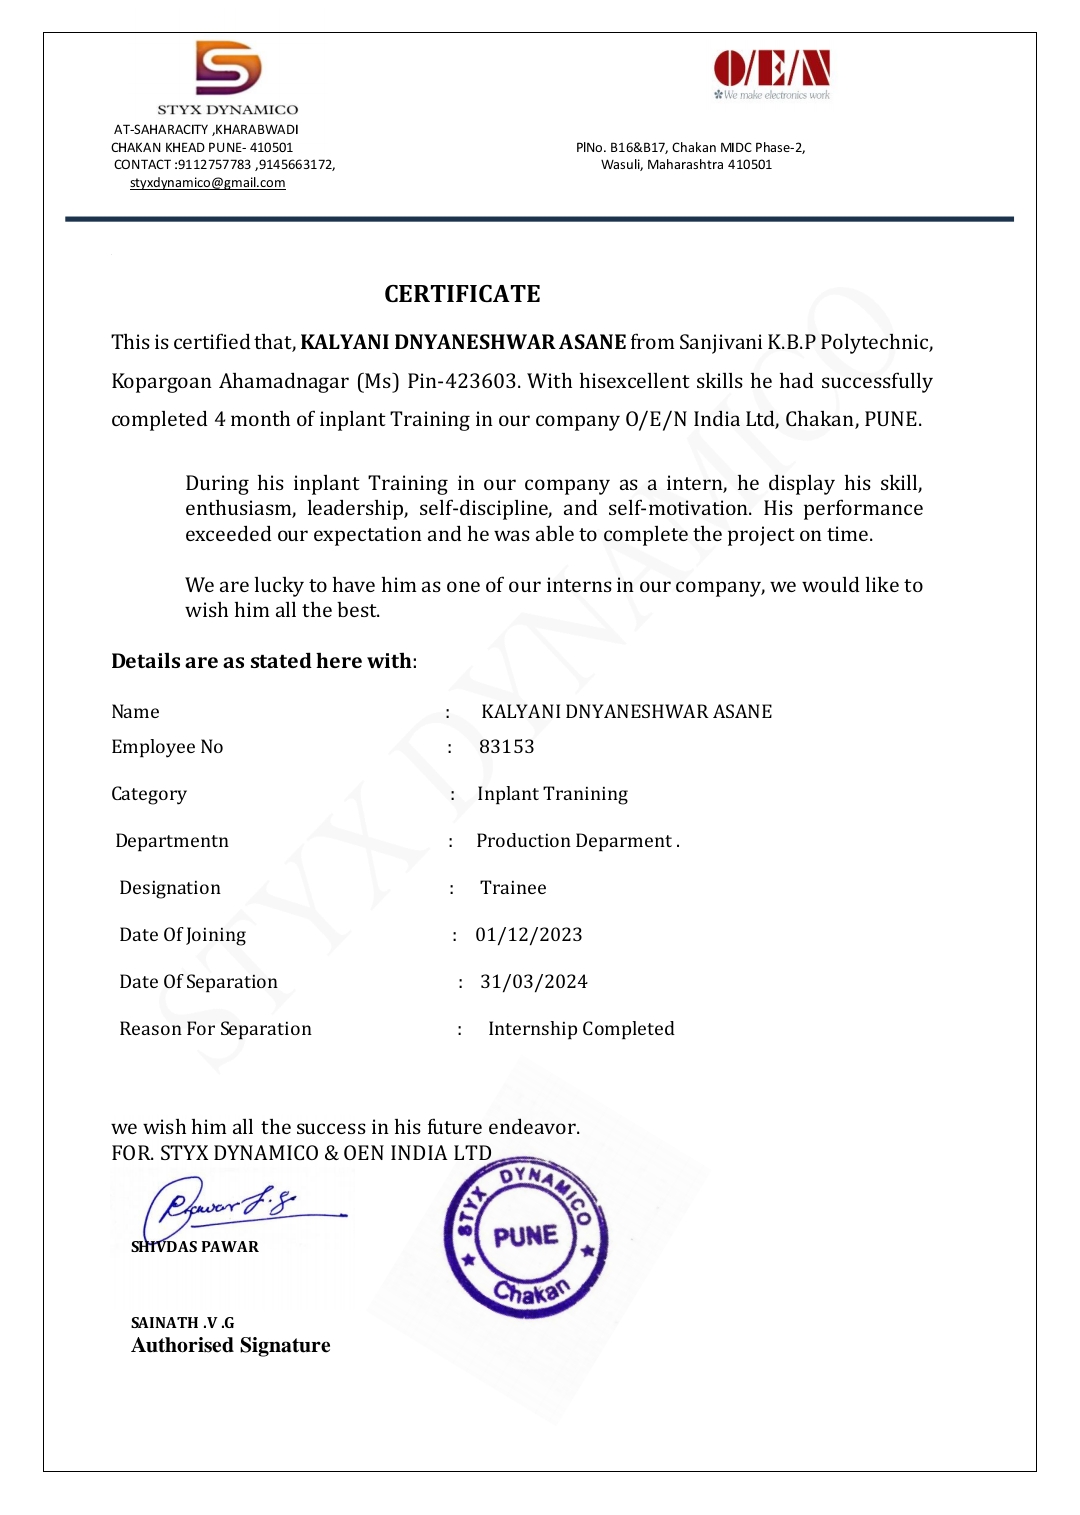 STYX DYNAMICO
AT-SAHARACITY ,KHARABWADI
CHAKAN KHEAD PUNE- 410501
CONTACT :9112757783 ,9145663172,
styxdynamico@gmail.com
O/E/N
*We make electronics work
PlNo. B16&B17, Chakan MIDC Phase-2,
Wasuli, Maharashtra 410501
CERTIFICATE
This is certified that, KALYANI DNYANESHWAR ASANE from Sanjivani K.B.P Polytechnic,
Kopargoan Ahamadnagar (Ms) Pin-423603. With hisexcellent skills he had successfully
completed 4 month of inplant Training in our company O/E/N India Ltd, Chakan, PUNE.
During his inplant Training in our company as a intern, he display his skill,
enthusiasm, leadership, self-discipline, and self-motivation. His performance
exceeded our expectation and he was able to complete the project on time.
We are lucky to have him as one of our interns in our company, we would like to
wish him all the best.
Details are as stated here with:
Name : KALYANI DNYANESHWAR ASANE
Employee No : 83153
Category : Inplant Tranining
Departmentn : Production Deparment .
Designation : Trainee
Date Of Joining : 01/12/2023
Date Of Separation : 31/03/2024
Reason For Separation : Internship Completed
we wish him all the success in his future endeavor.
FOR. STYX DYNAMICO & OEN INDIA LTD
SHIVDAS PAWAR
STYX DYNAMICO
PUNE
Chakan
SAINATH .V .G
Authorised Signature
STYX DYNAMICO